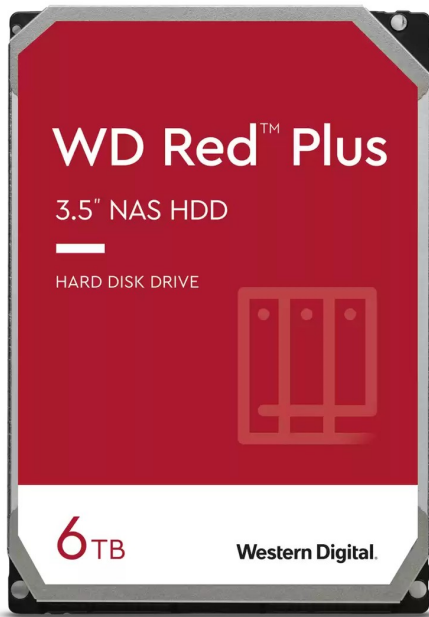 WD Red™ Plus
3.5" NAS HDD
HARD DISK DRIVE
6TB
Western Digital.